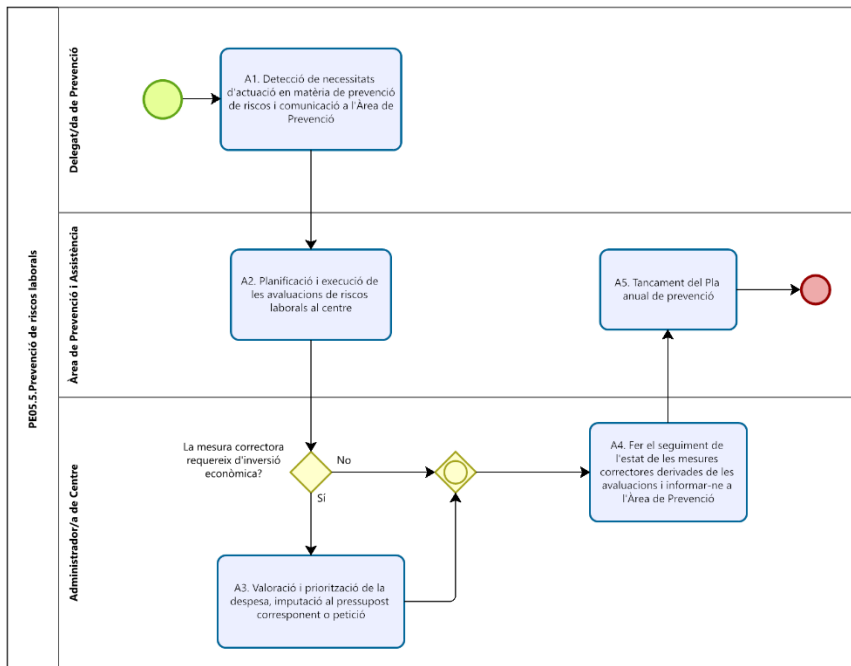 PE05.5.Prevenció de riscos laborals
Delegat/da de Prevenció
A1. Detecció de necessitats
d'actuació en matèria de prevenció
de riscos i comunicació a l'Àrea de
Prevenció
Àrea de Prevenció i Assistència
A2. Planificació i execució de
les avaluacions de riscos
laborals al centre
A5. Tancament del Pla
anual de prevenció
Administrador/a de Centre
La mesura correctora
requereix d'inversió
econòmica?
No
Sí
A4. Fer el seguiment de
l'estat de les mesures
correctores derivades de les
avaluacions i informar-ne a
l'Àrea de Prevenció
A3. Valoració i priorització de la
despesa, imputació al pressupost
corresponent o petició